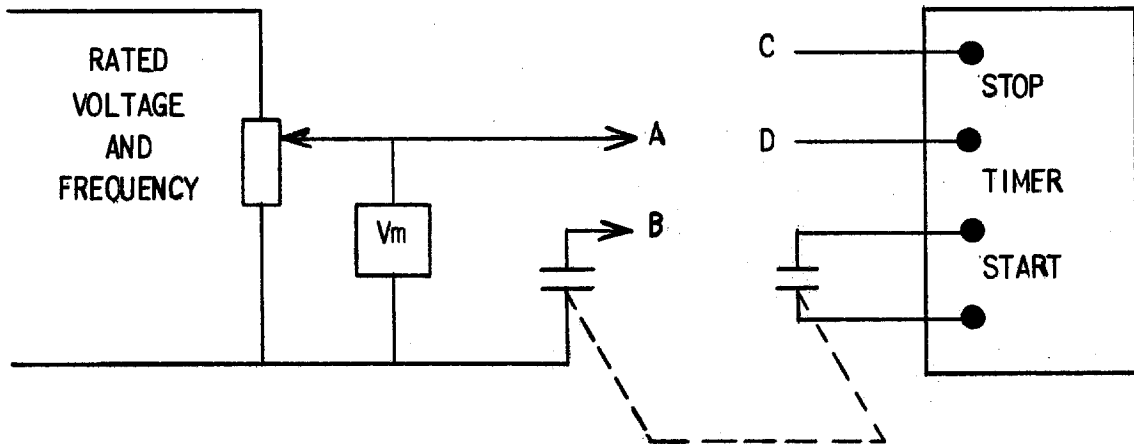 RATED
VOLTAGE
AND
FREQUENCY
Vm
A
B
C
D
STOP
TIMER
START